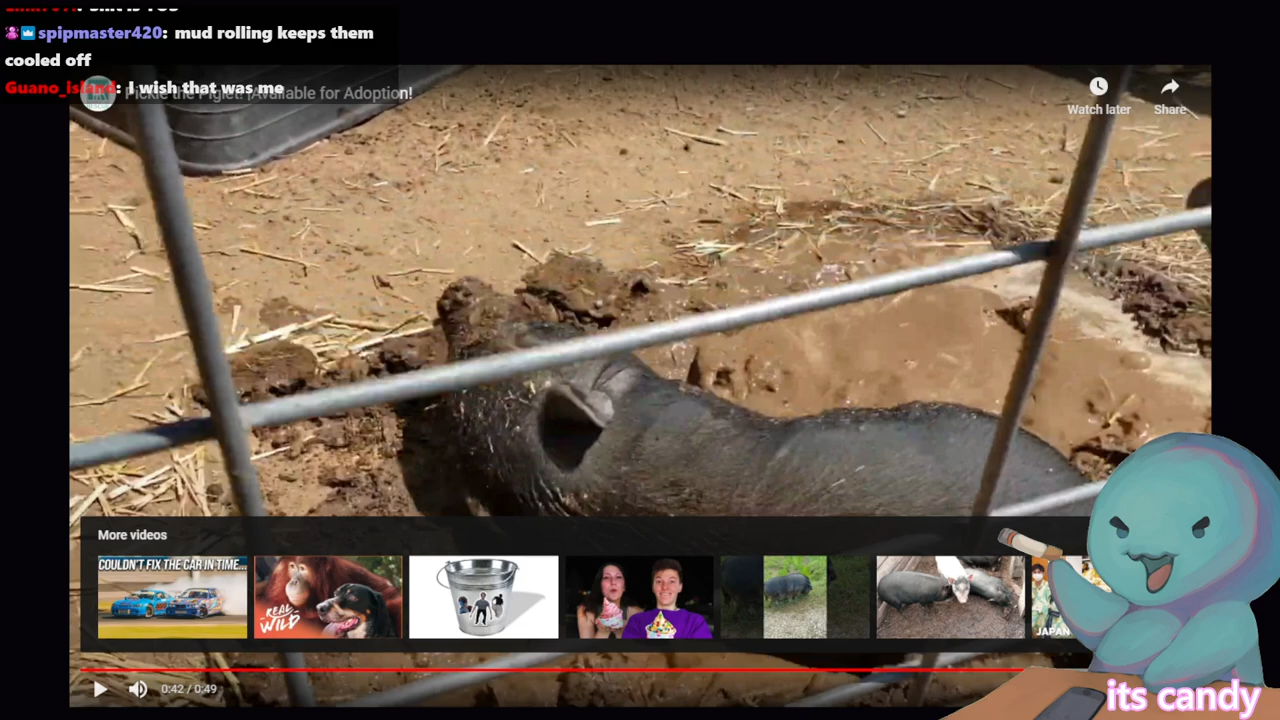 spipmaster420: mud rolling keeps them
cooled off
Guano_Island: I wish that was me
Pickle the Piglet! |Available for Adoption!
Watch later
Share
More videos
COULDN'T FIX THE CAR IN TIME...
REAL
WILD
JAPAN
0:42 / 0:49
its candy